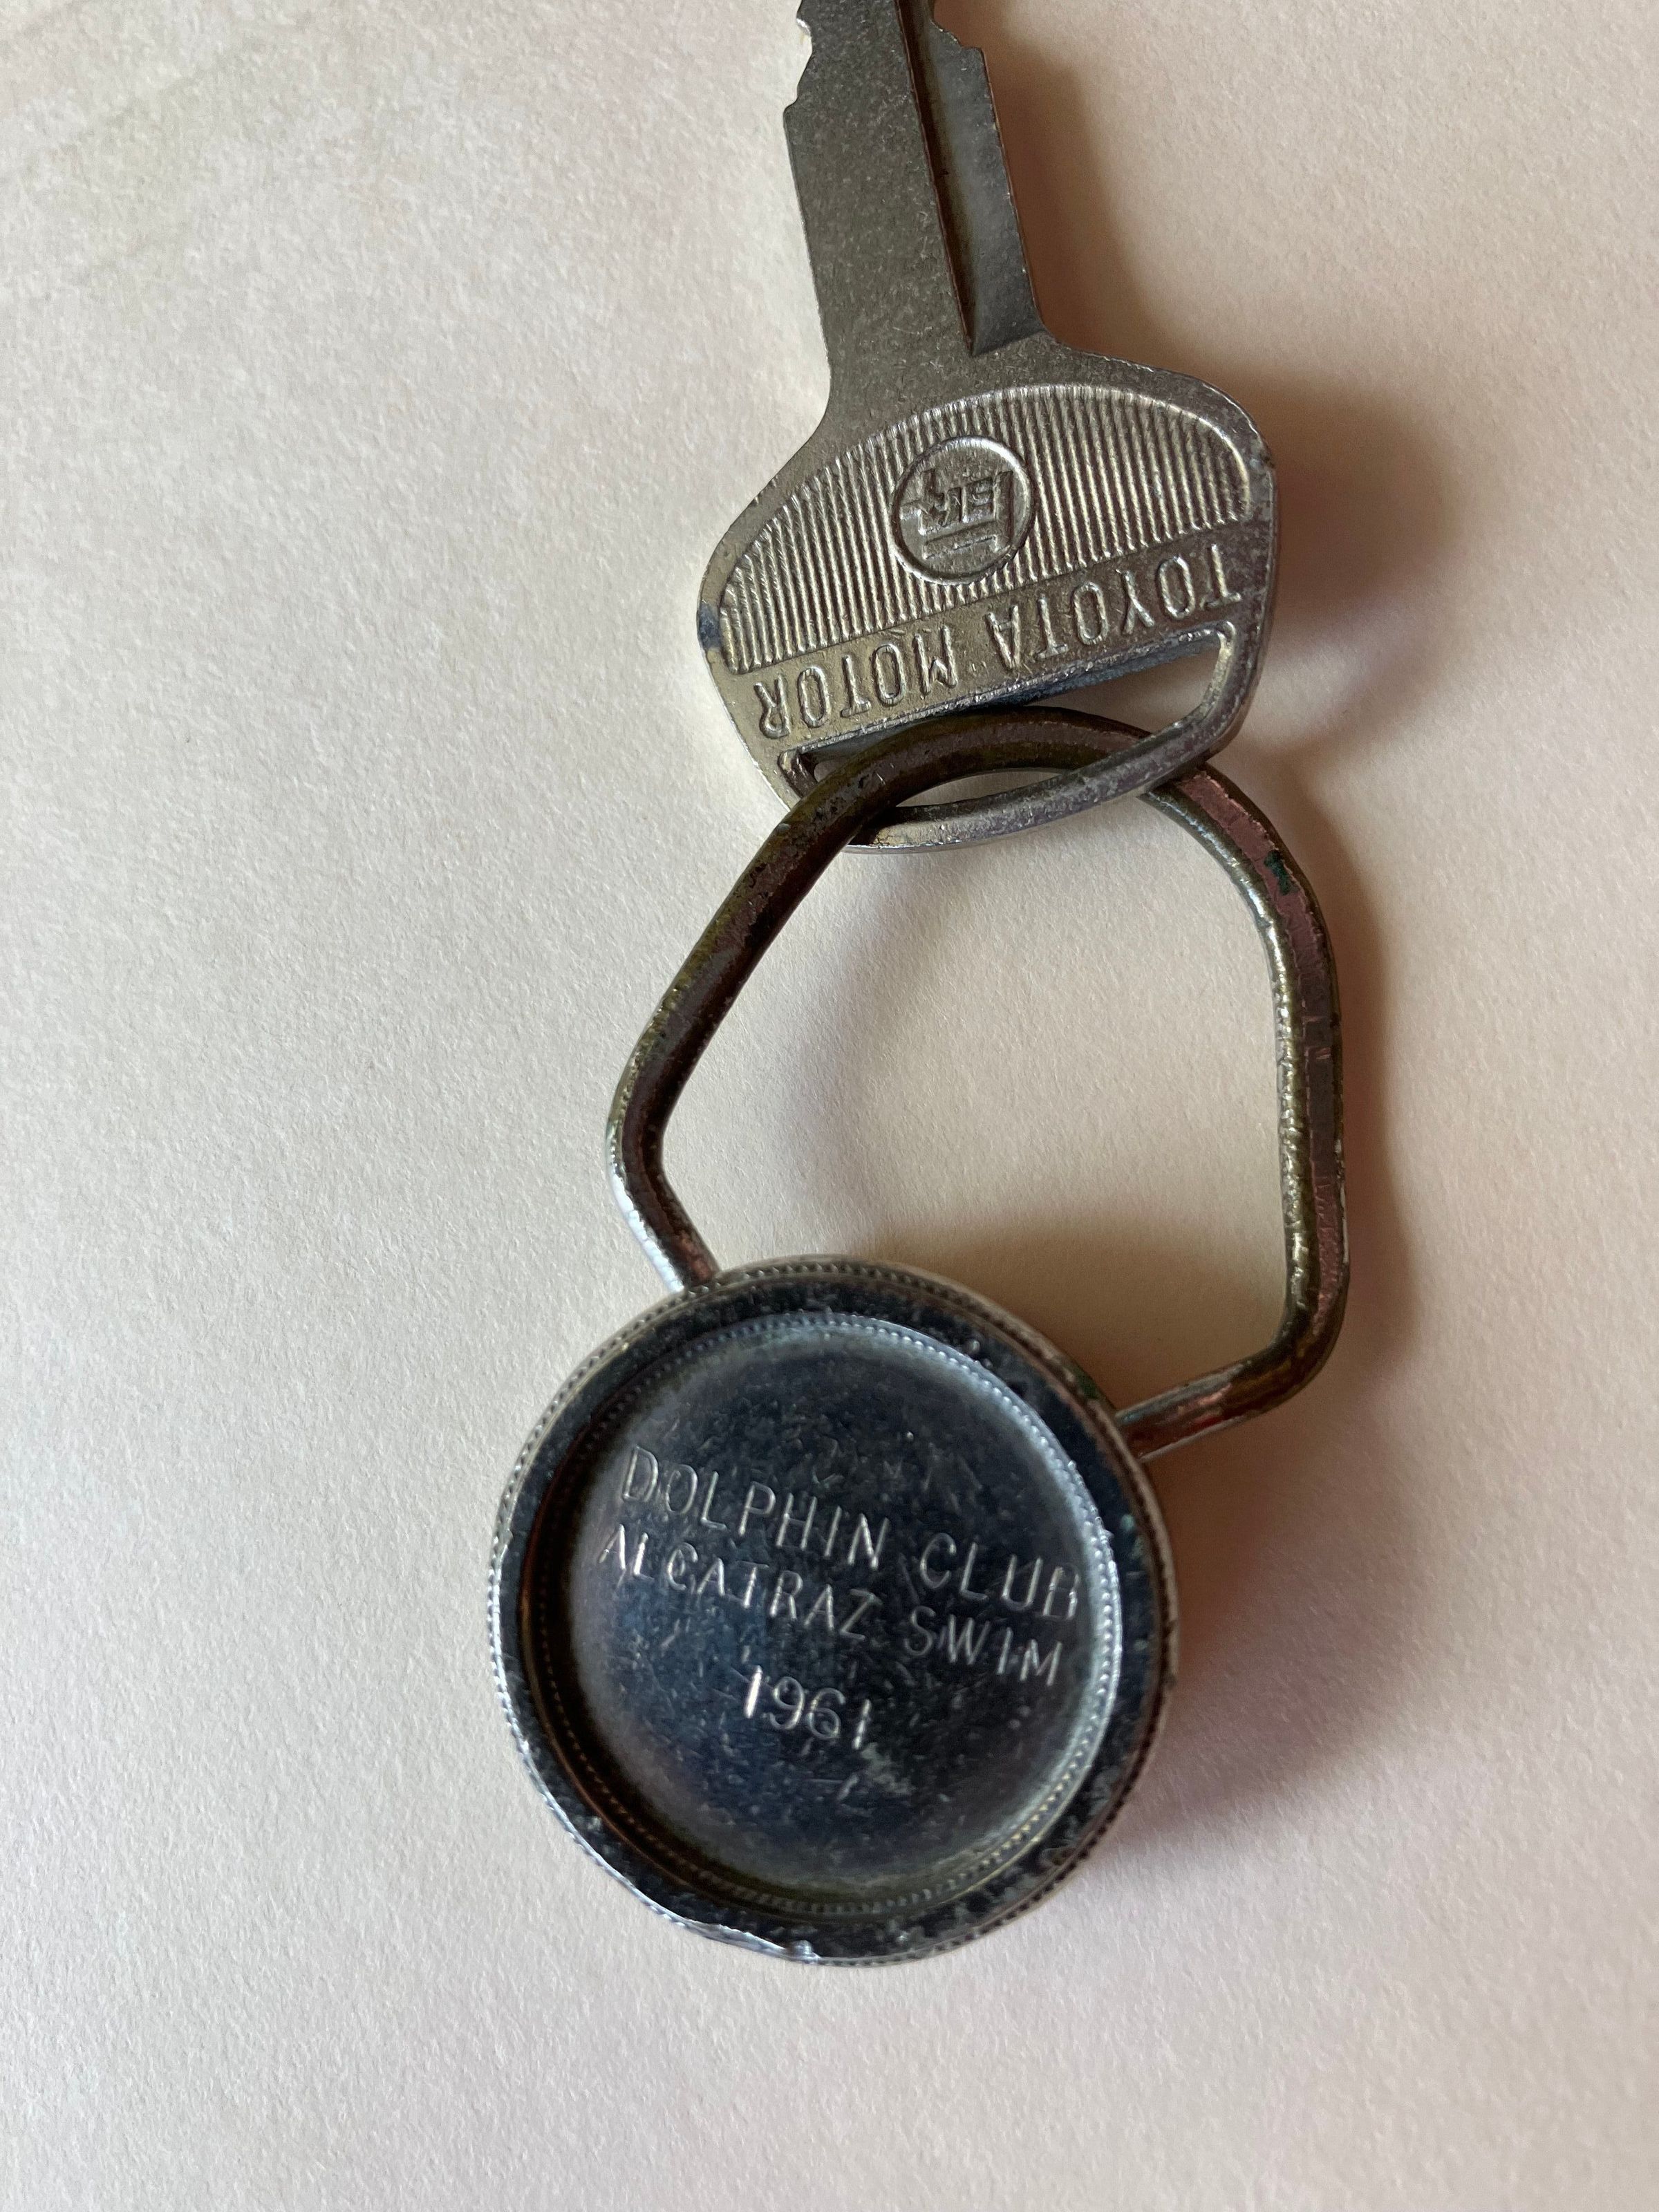 TOYOTA MOTOR
DOLPHIN CLUB
ALCATRAZ SWIM
1961